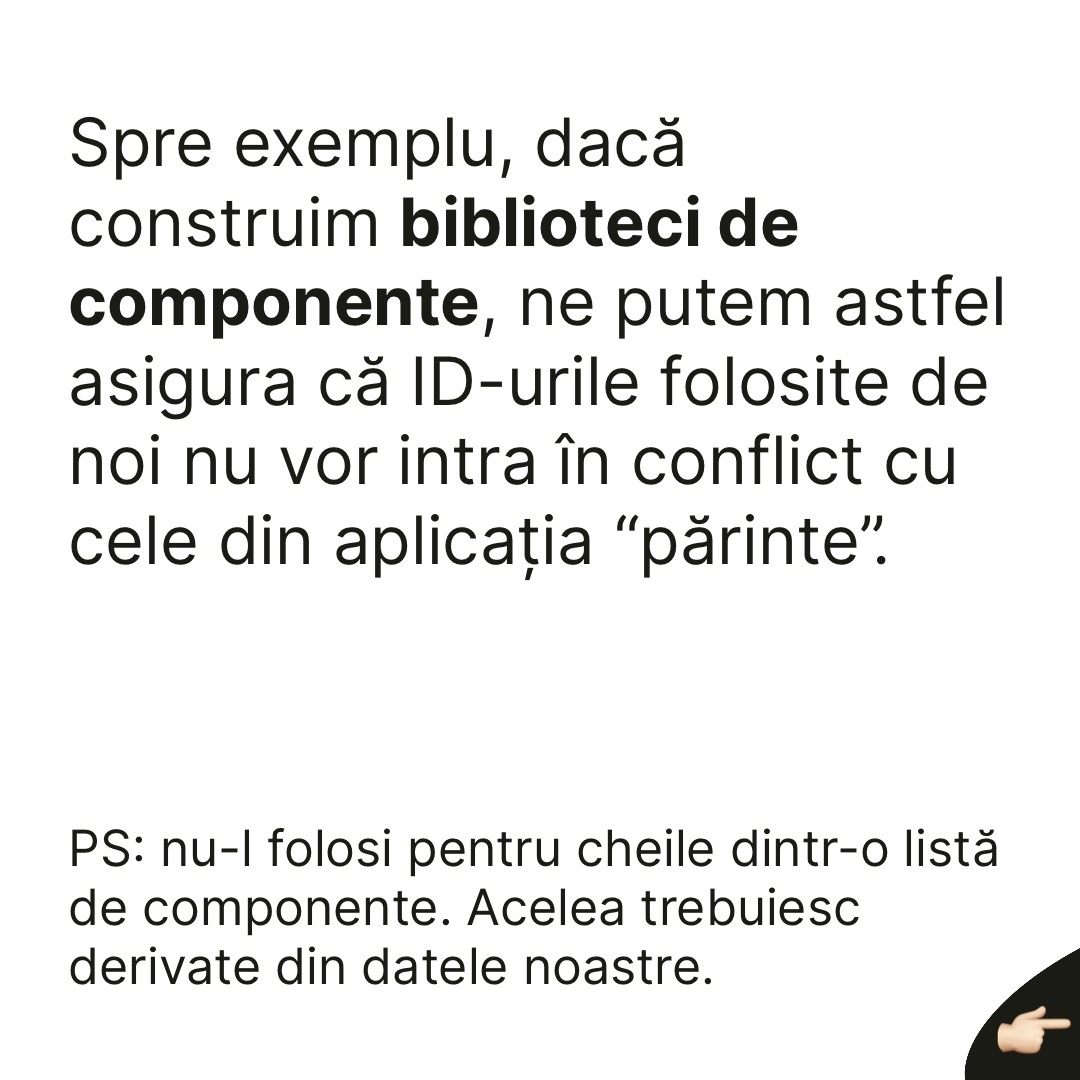 Spre exemplu, dacă
construim biblioteci de
componente, ne putem astfel
asigura că ID-urile folosite de
noi nu vor intra în conflict cu
cele din aplicația “părinte”.
PS: nu-l folosi pentru cheile dintr-o listă
de componente. Acelea trebuiesc
derivate din datele noastre.